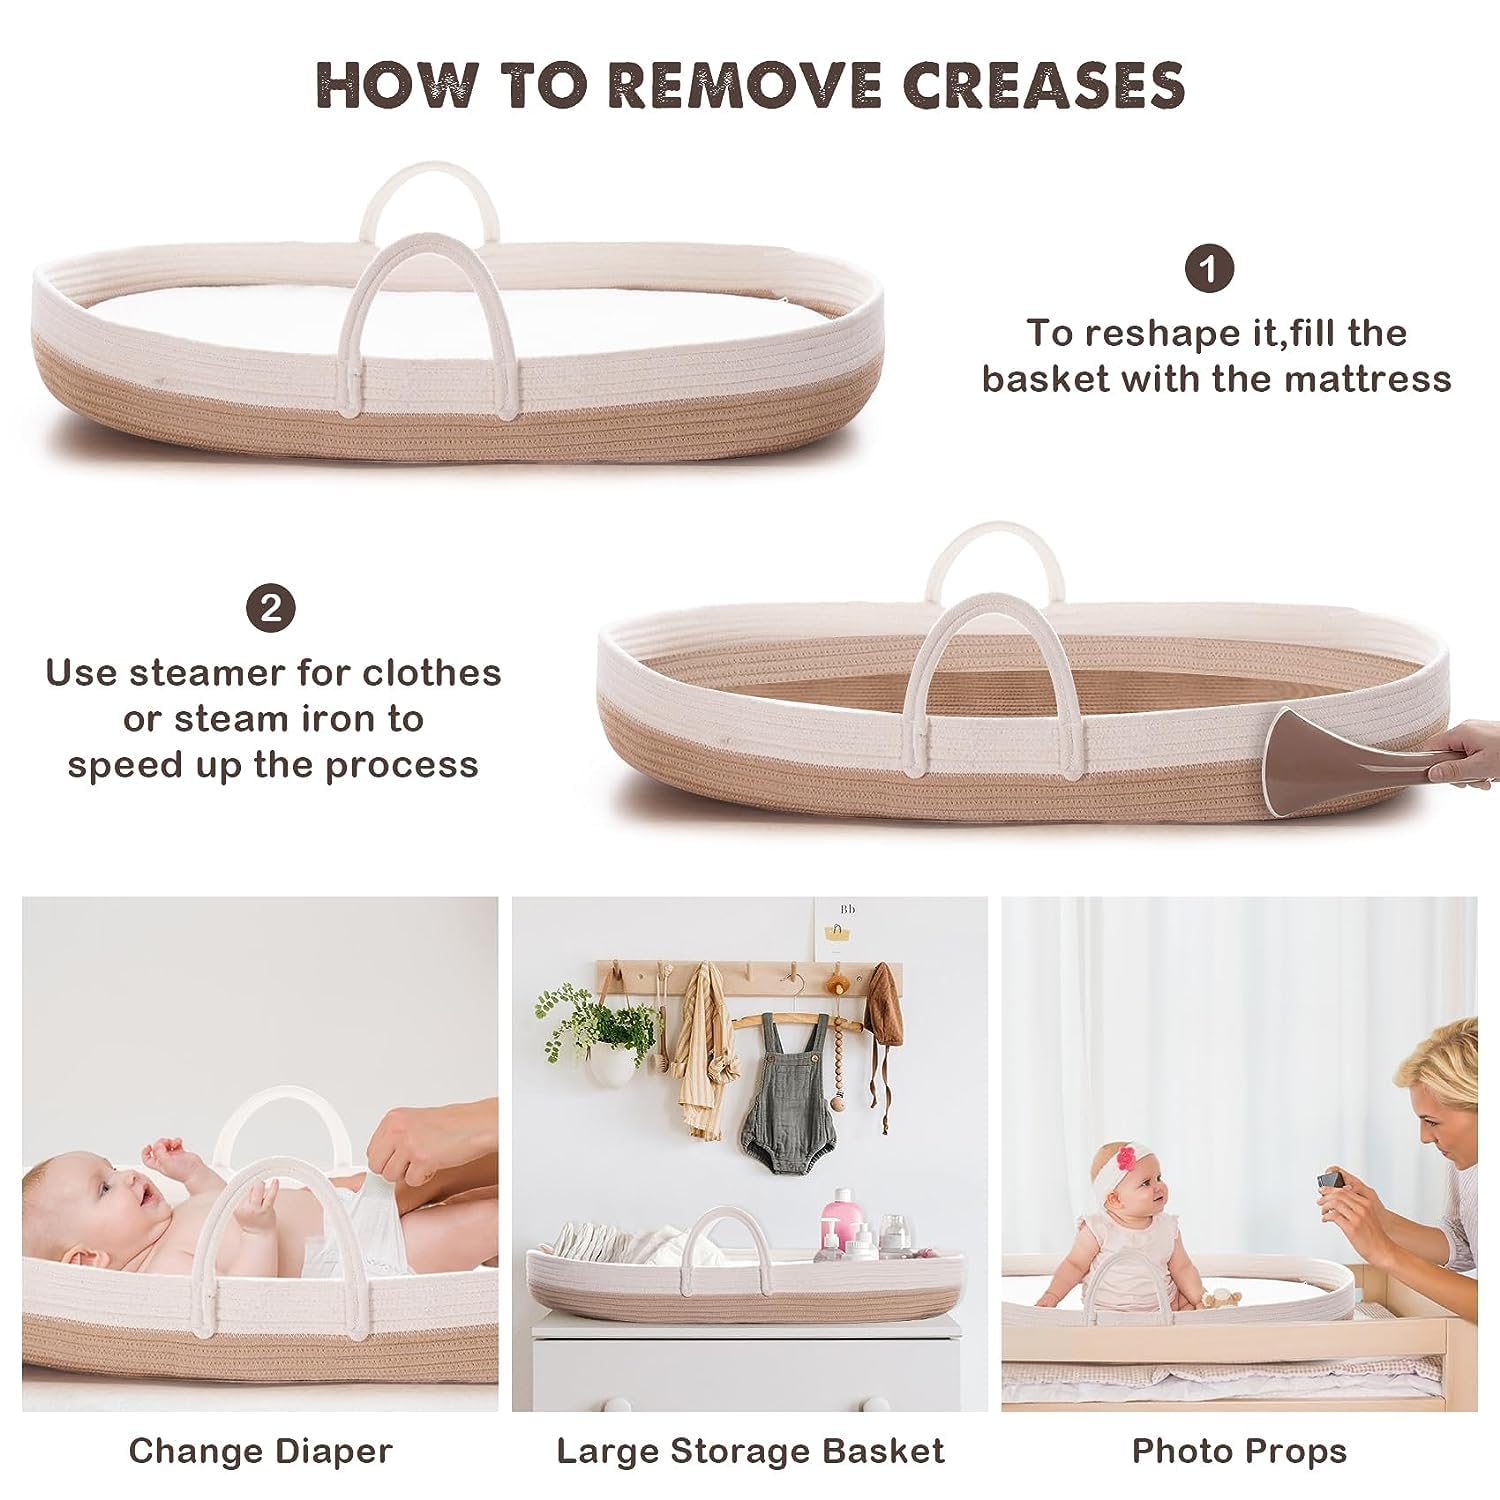 HOW TO REMOVE CREASES
1
To reshape it,fill the
basket with the mattress
2
Use steamer for clothes
or steam iron to
speed up the process
Bb
Change Diaper
Large Storage Basket
Photo Props